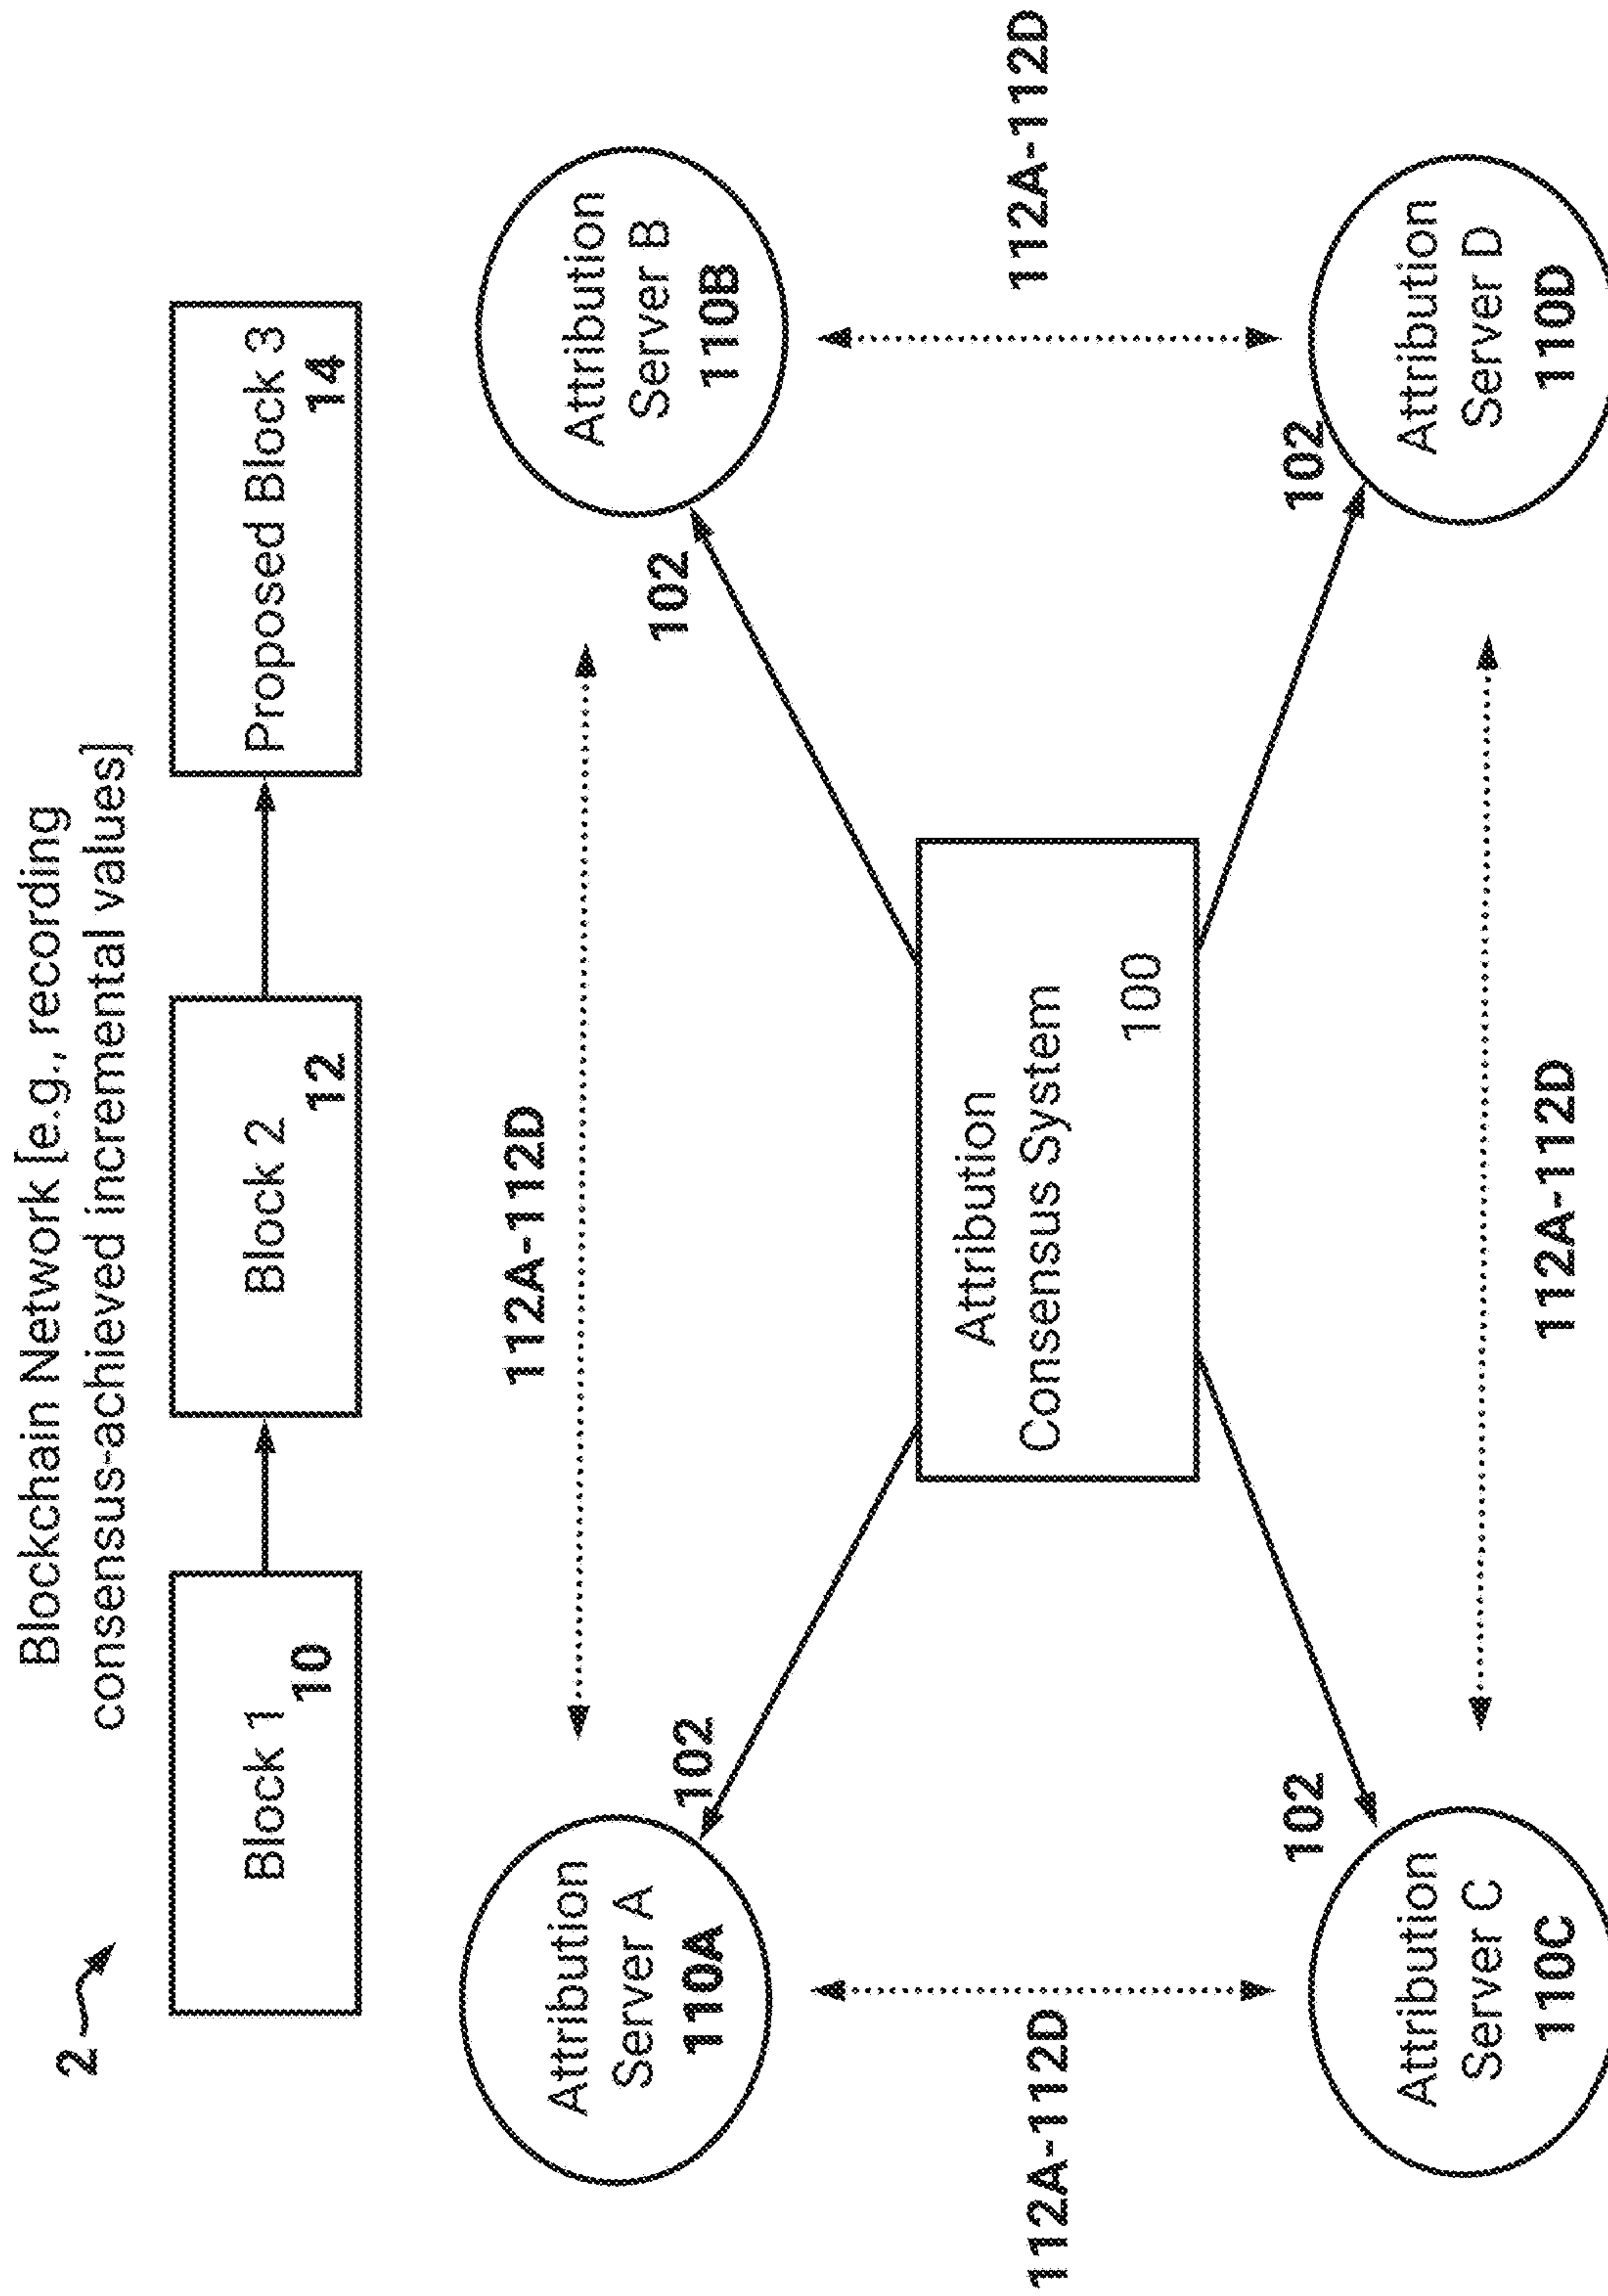 2
Blockchain Network [e.g., recording
consensus-achieved incremental values]
Block 1
10
Block 2
12
Proposed Block 3
14
Attribution
Server A
110A
102
112A-112D
102
Attribution
Server B
110B
112A-112D
Attribution
Consensus System
100
112A-112D
Attribution
Server C
110C
102
112A-112D
102
Attribution
Server D
110D